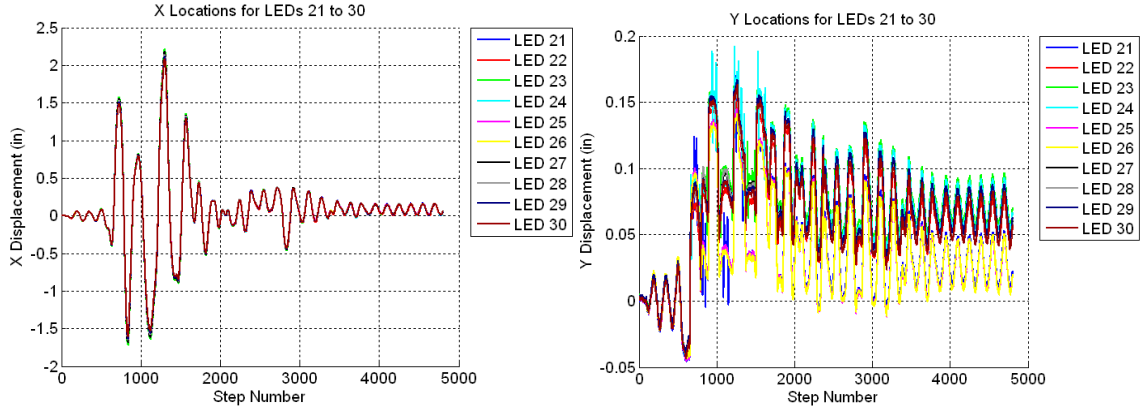 X Locations for LEDs 21 to 30
2.5
2
1.5
1
0.5
0
-0.5
-1
-1.5
-2
X Displacement (in)
0
1000
2000
3000
4000
5000
Step Number
LED 21
LED 22
LED 23
LED 24
LED 25
LED 26
LED 27
LED 28
LED 29
LED 30
Y Locations for LEDs 21 to 30
0.2
0.15
0.1
0.05
0
-0.05
Y Displacement (in)
0
1000
2000
3000
4000
5000
Step Number
LED 21
LED 22
LED 23
LED 24
LED 25
LED 26
LED 27
LED 28
LED 29
LED 30